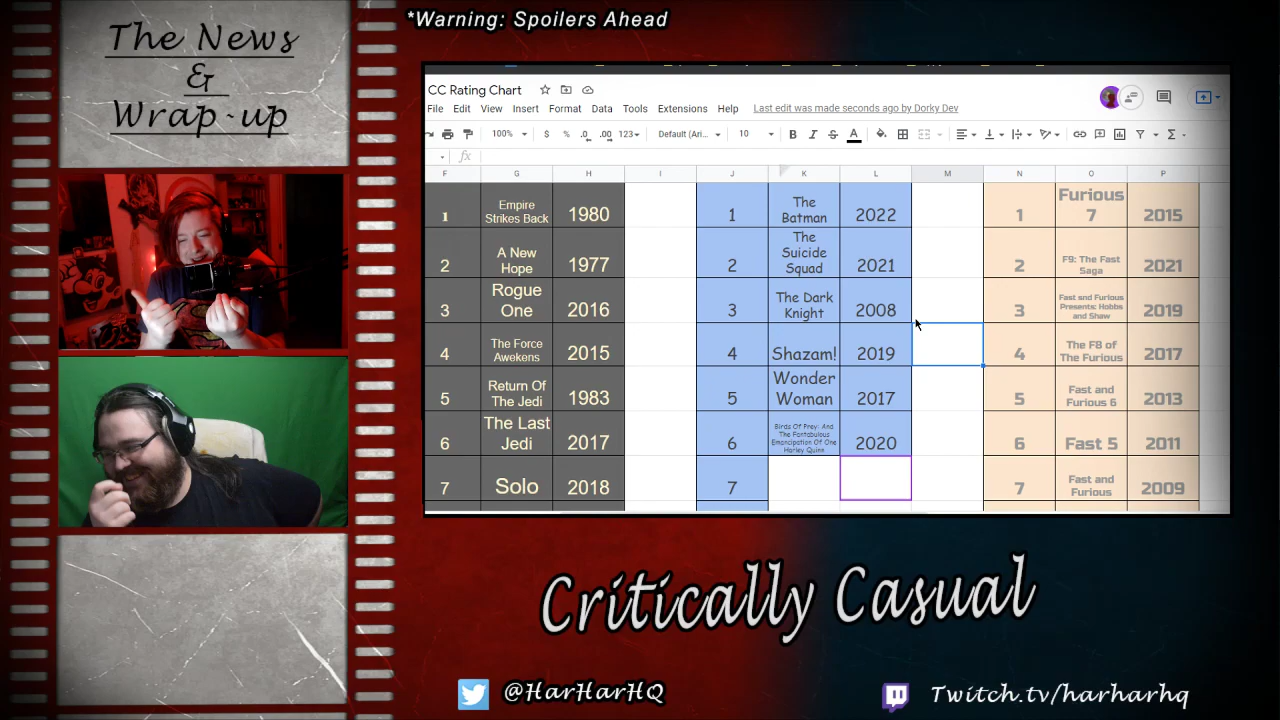 *Warning: Spoilers Ahead
The News
&
Wrap-up
CC Rating Chart
File Edit View Insert Format Data Tools Extensions Help Last edit was made seconds ago by Dorky Dev
100% $ % .0 .00 123 Default (Ari... 10 B I S A
fx
F G H I J K L M N O P
1 Empire Strikes Back 1980 1 The Batman 2022 1 Furious 7 2015
2 A New Hope 1977 2 The Suicide Squad 2021 2 F9: The Fast Saga 2021
3 Rogue One 2016 3 The Dark Knight 2008 3 Fast and Furious Presents: Hobbs and Shaw 2019
4 The Force Awekens 2015 4 Shazam! 2019 4 The F8 of The Furious 2017
5 Return Of The Jedi 1983 5 Wonder Woman 2017 5 Fast and Furious 6 2013
6 The Last Jedi 2017 6 Birds Of Prey: And The Fantabulous Emancipation Of One Harley Quinn 2020 6 Fast 5 2011
7 Solo 2018 7 7 Fast and Furious 2009
Critically Casual
@HarHarHQ
Twitch.tv/harharhq